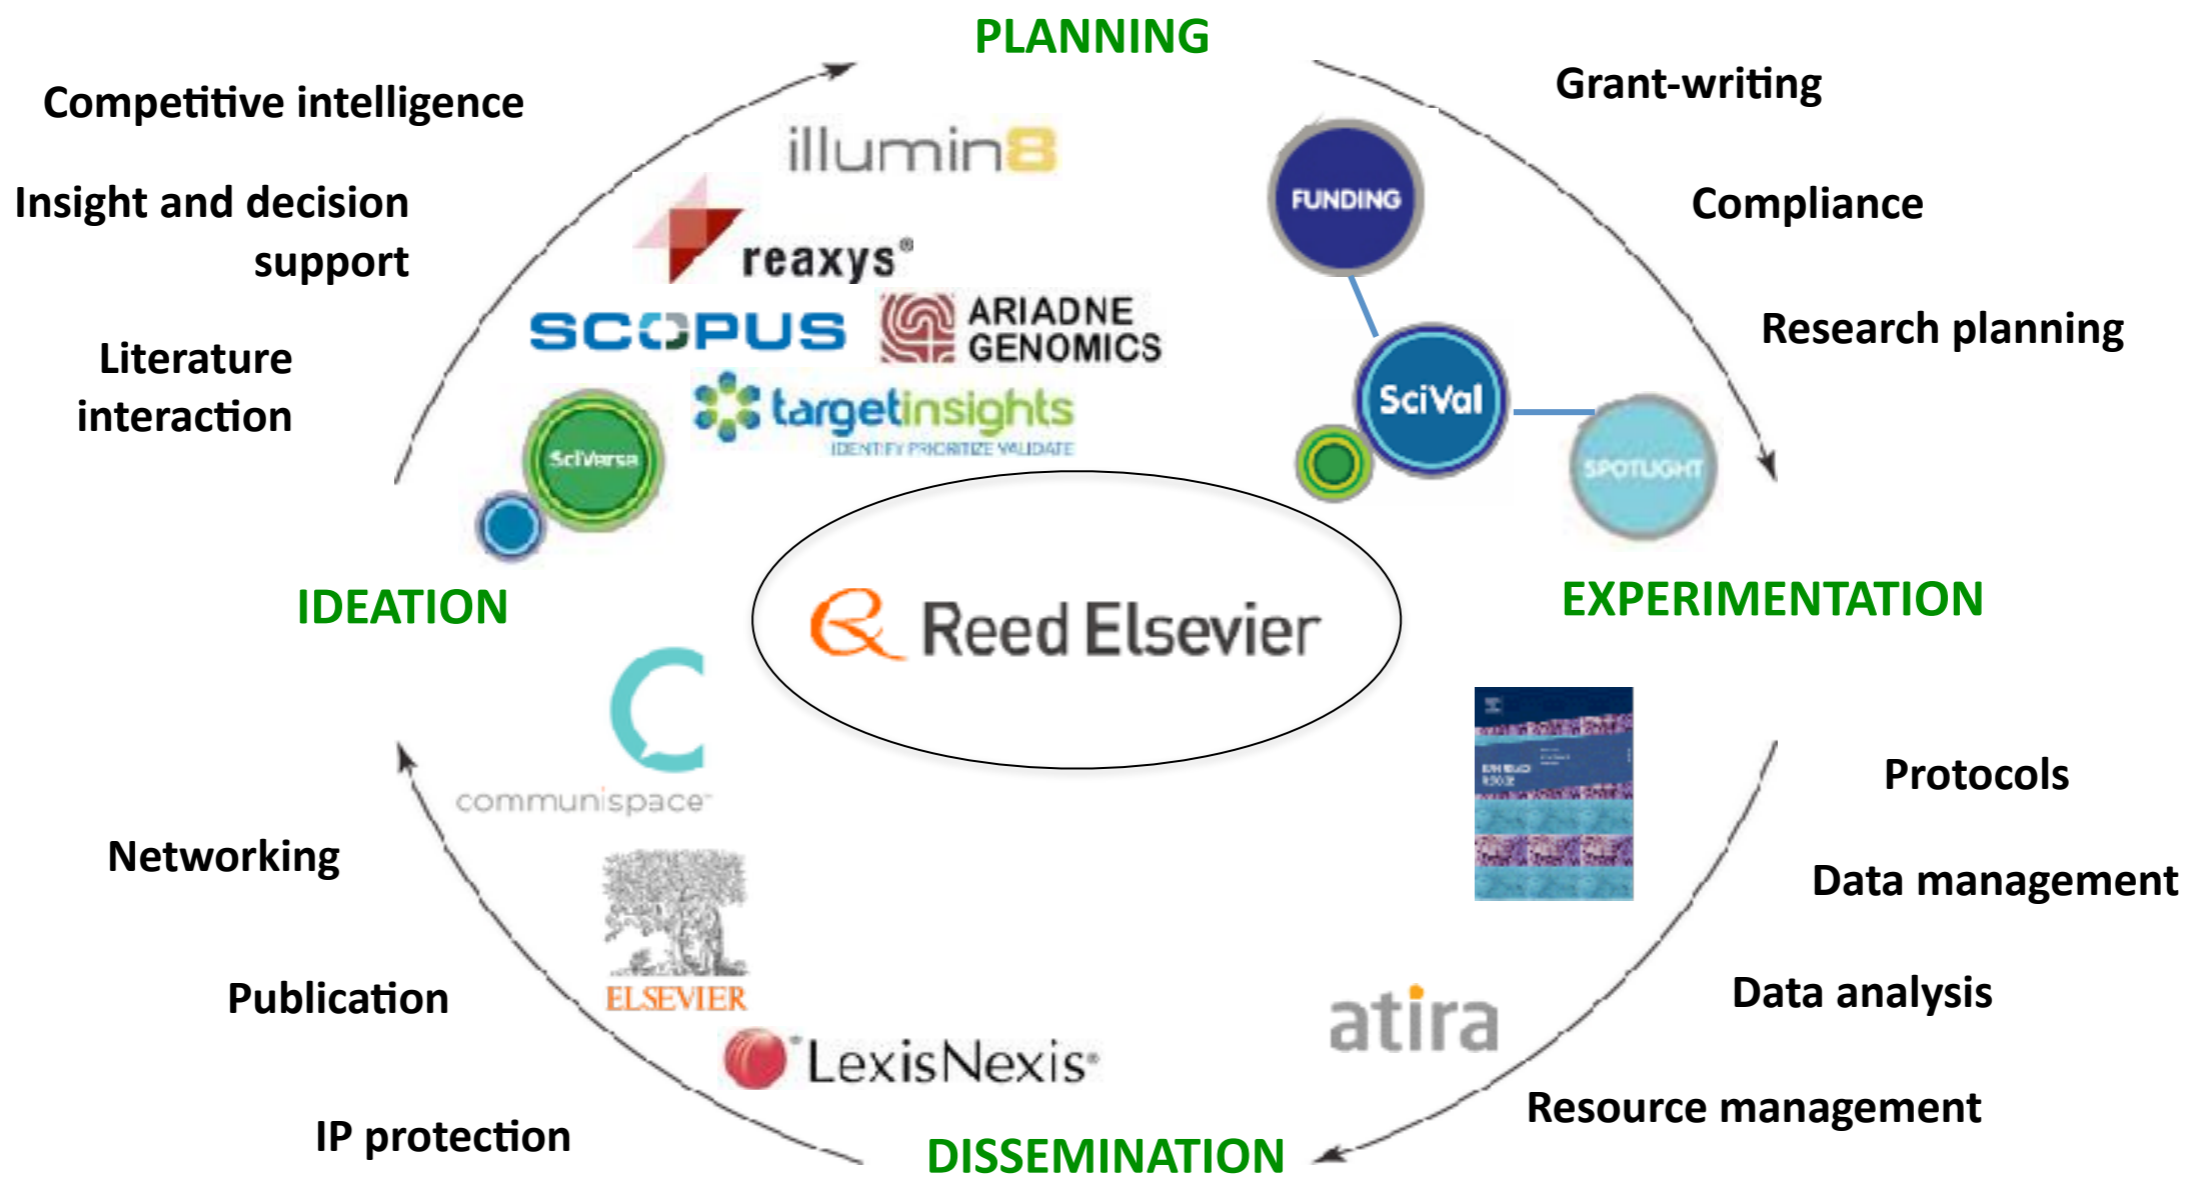 PLANNING
Competitive intelligence
Insight and decision
support
Literature
interaction
illumin8
reaxys®
SCOPUS
ARIADNE
GENOMICS
targetinsights
IDENTIFY PRIORITIZE VALIDATE
SciVerse
Grant-writing
Compliance
Research planning
FUNDING
SciVal
SPOTLIGHT
IDEATION
Reed Elsevier
EXPERIMENTATION
communispace
Networking
Publication
IP protection
ELSEVIER
LexisNexis®
Protocols
Data management
Data analysis
Resource management
atira
DISSEMINATION